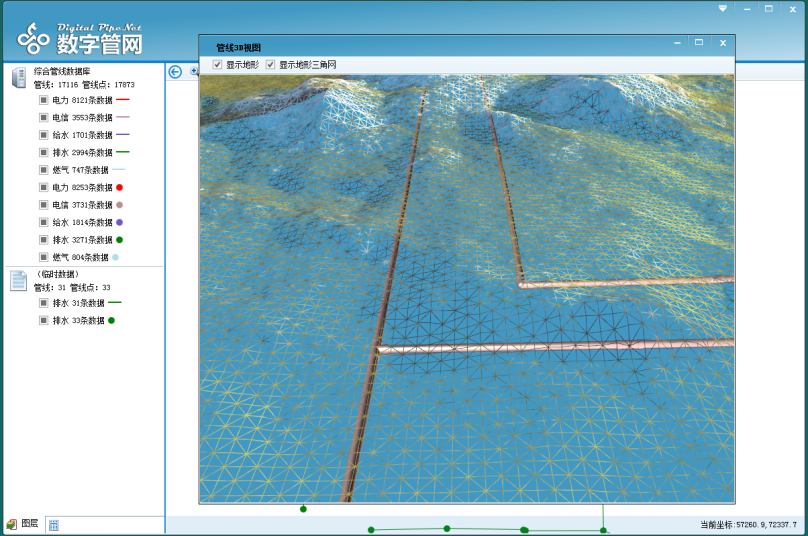 Digital Pipe.Net
数字管网
管线3D视图
显示地形 显示地形三角网
综合管线数据库
管线: 17116 管线点: 17873
电力 8121条数据
电信 3553条数据
给水 1701条数据
排水 2994条数据
燃气 747条数据
电力 8253条数据
电信 3731条数据
给水 1814条数据
排水 3271条数据
燃气 804条数据
(临时数据)
管线: 31 管线点: 33
排水 31条数据
排水 33条数据
图层
当前坐标:57260.9,72337.7